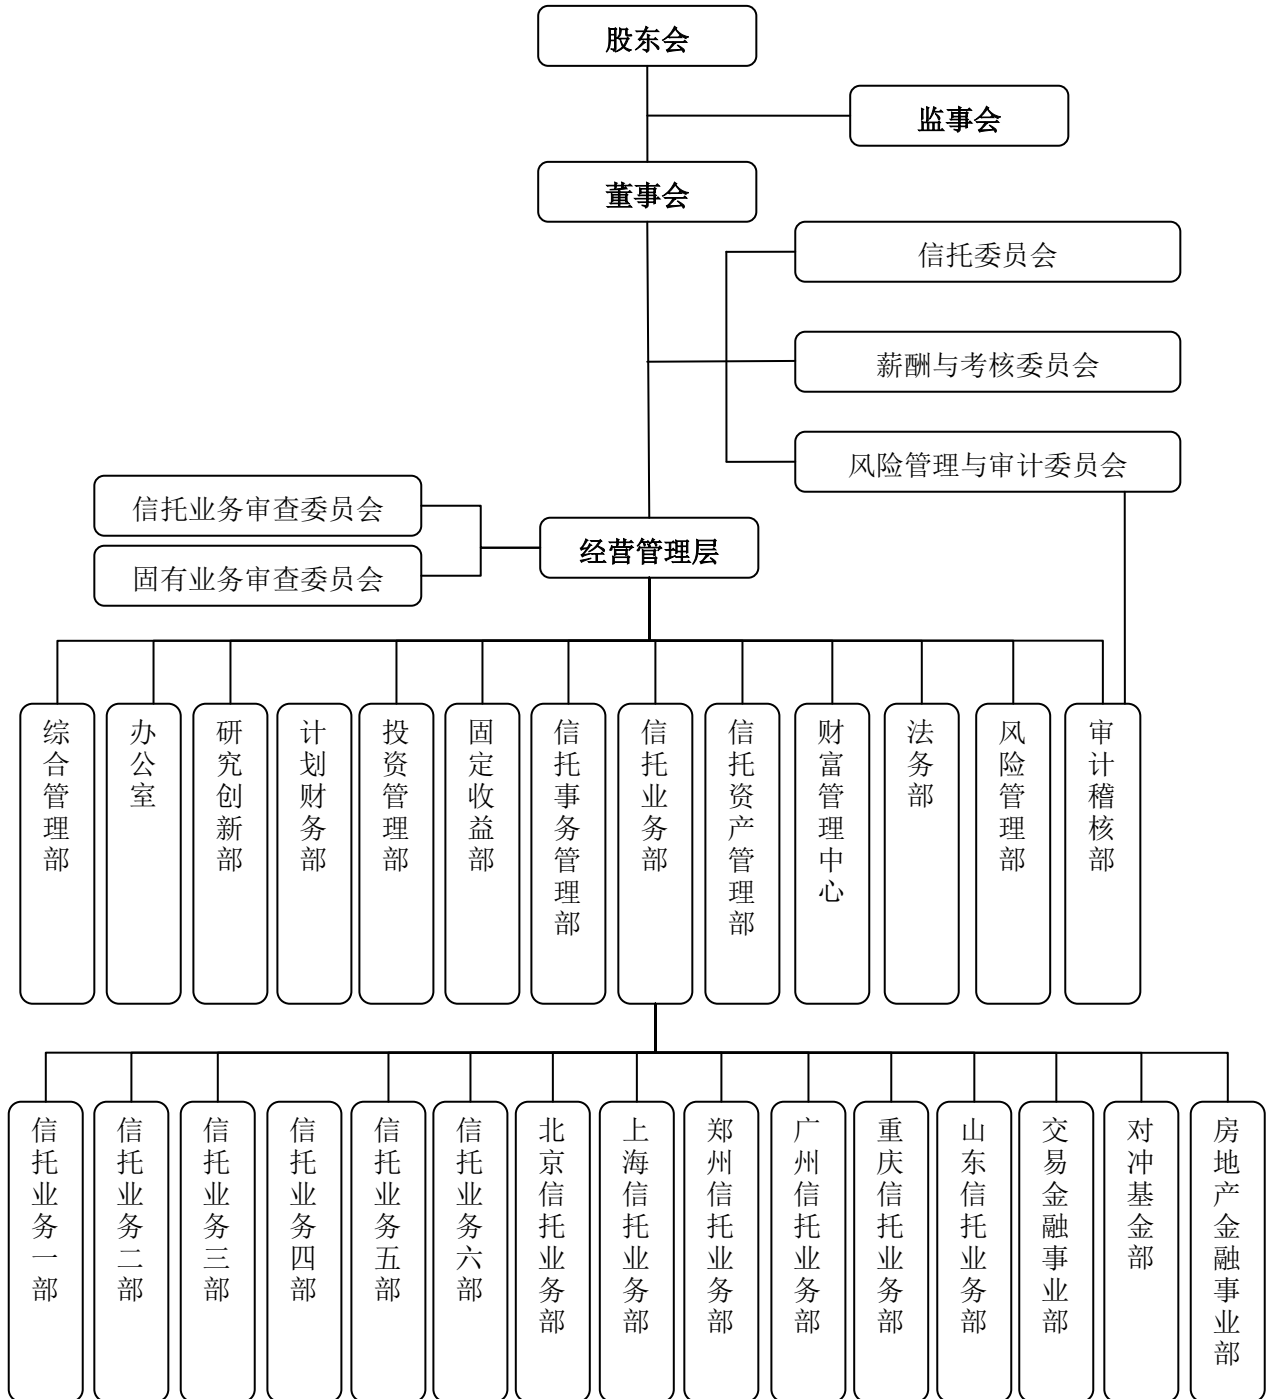 股东会
监事会
董事会
信托委员会
薪酬与考核委员会
风险管理与审计委员会
信托业务审查委员会
固有业务审查委员会
经营管理层
综合管理部
办公室
研究创新部
计划财务部
投资管理部
固定收益部
信托事务管理部
信托业务部
信托资产管理部
财富管理中心
法务部
风险管理部
审计稽核部
信托业务一部
信托业务二部
信托业务三部
信托业务四部
信托业务五部
信托业务六部
北京信托业务部
上海信托业务部
郑州信托业务部
广州信托业务部
重庆信托业务部
山东信托业务部
交易金融事业部
对冲基金部
房地产金融事业部